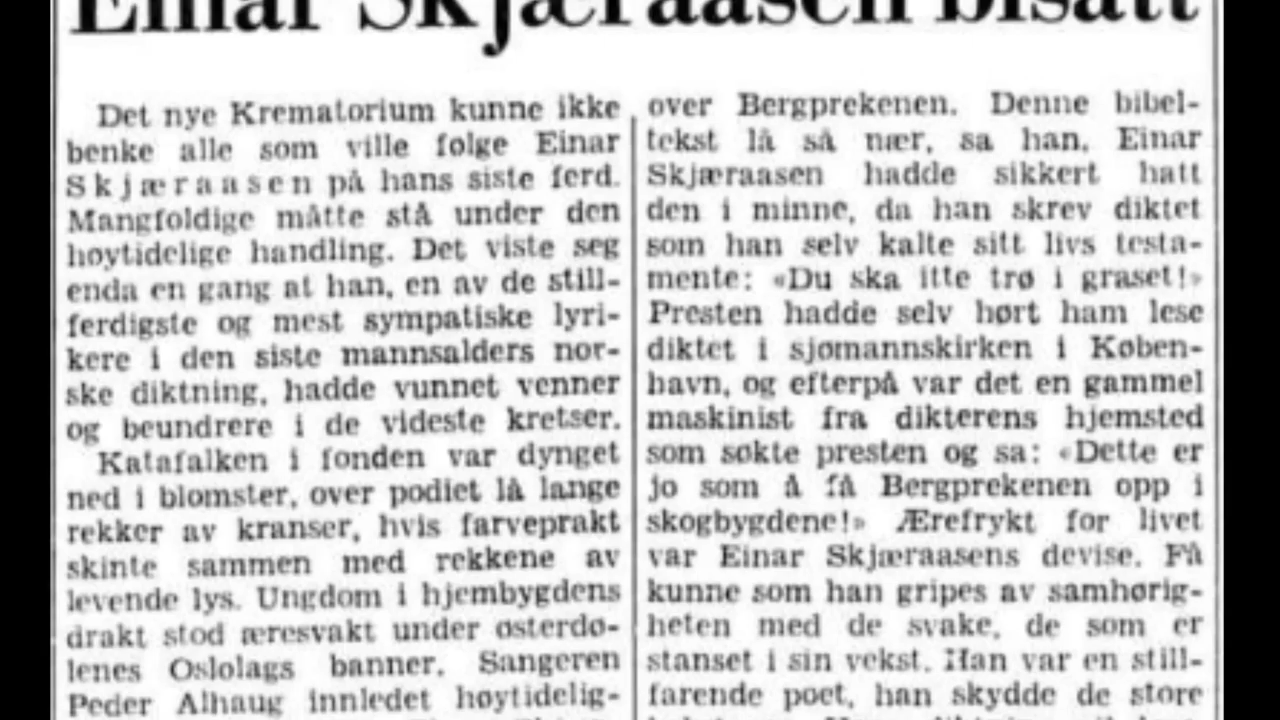 Einar Skjæraasen bisatt
Det nye Krematorium kunne ikke
benke alle som ville følge Einar
Skjæraasen på hans siste ferd.
Mangfoldige måtte stå under den
høytidelige handling. Det viste seg
enda en gang at han, en av de still-
ferdigste og mest sympatiske lyri-
kere i den siste mannsalders nor-
ske diktning, hadde vunnet venner
og beundrere i de videste kretser.
Katafalken i fonden var dynget
ned i blomster, over podiet lå lange
rekker av kranser, hvis farveprakt
skinte sammen med rekkene av
levende lys. Ungdom i hjembygdens
drakt stod æresvakt under østerdø-
lenes Oslolags banner. Sangeren
Peder Alhaug innledet høytidelig-
over Bergprekenen. Denne bibel-
tekst lå så nær, sa han, Einar
Skjæraasen hadde sikkert hatt
den i minne, da han skrev diktet
som han selv kalte sitt livs testa-
mente: «Du ska itte trø i graset!»
Presten hadde selv hørt ham lese
diktet i sjømannskirken i Køben-
havn, og efterpå var det en gammel
maskinist fra dikterens hjemsted
som søkte presten og sa: «Dette er
jo som å få Bergprekenen opp i
skogbygdene!» Ærefrykt for livet
var Einar Skjæraasens devise. Få
kunne som han gripes av samhørig-
heten med de svake, de som er
stanset i sin vekst. Han var en still-
farende poet, han skydde de store